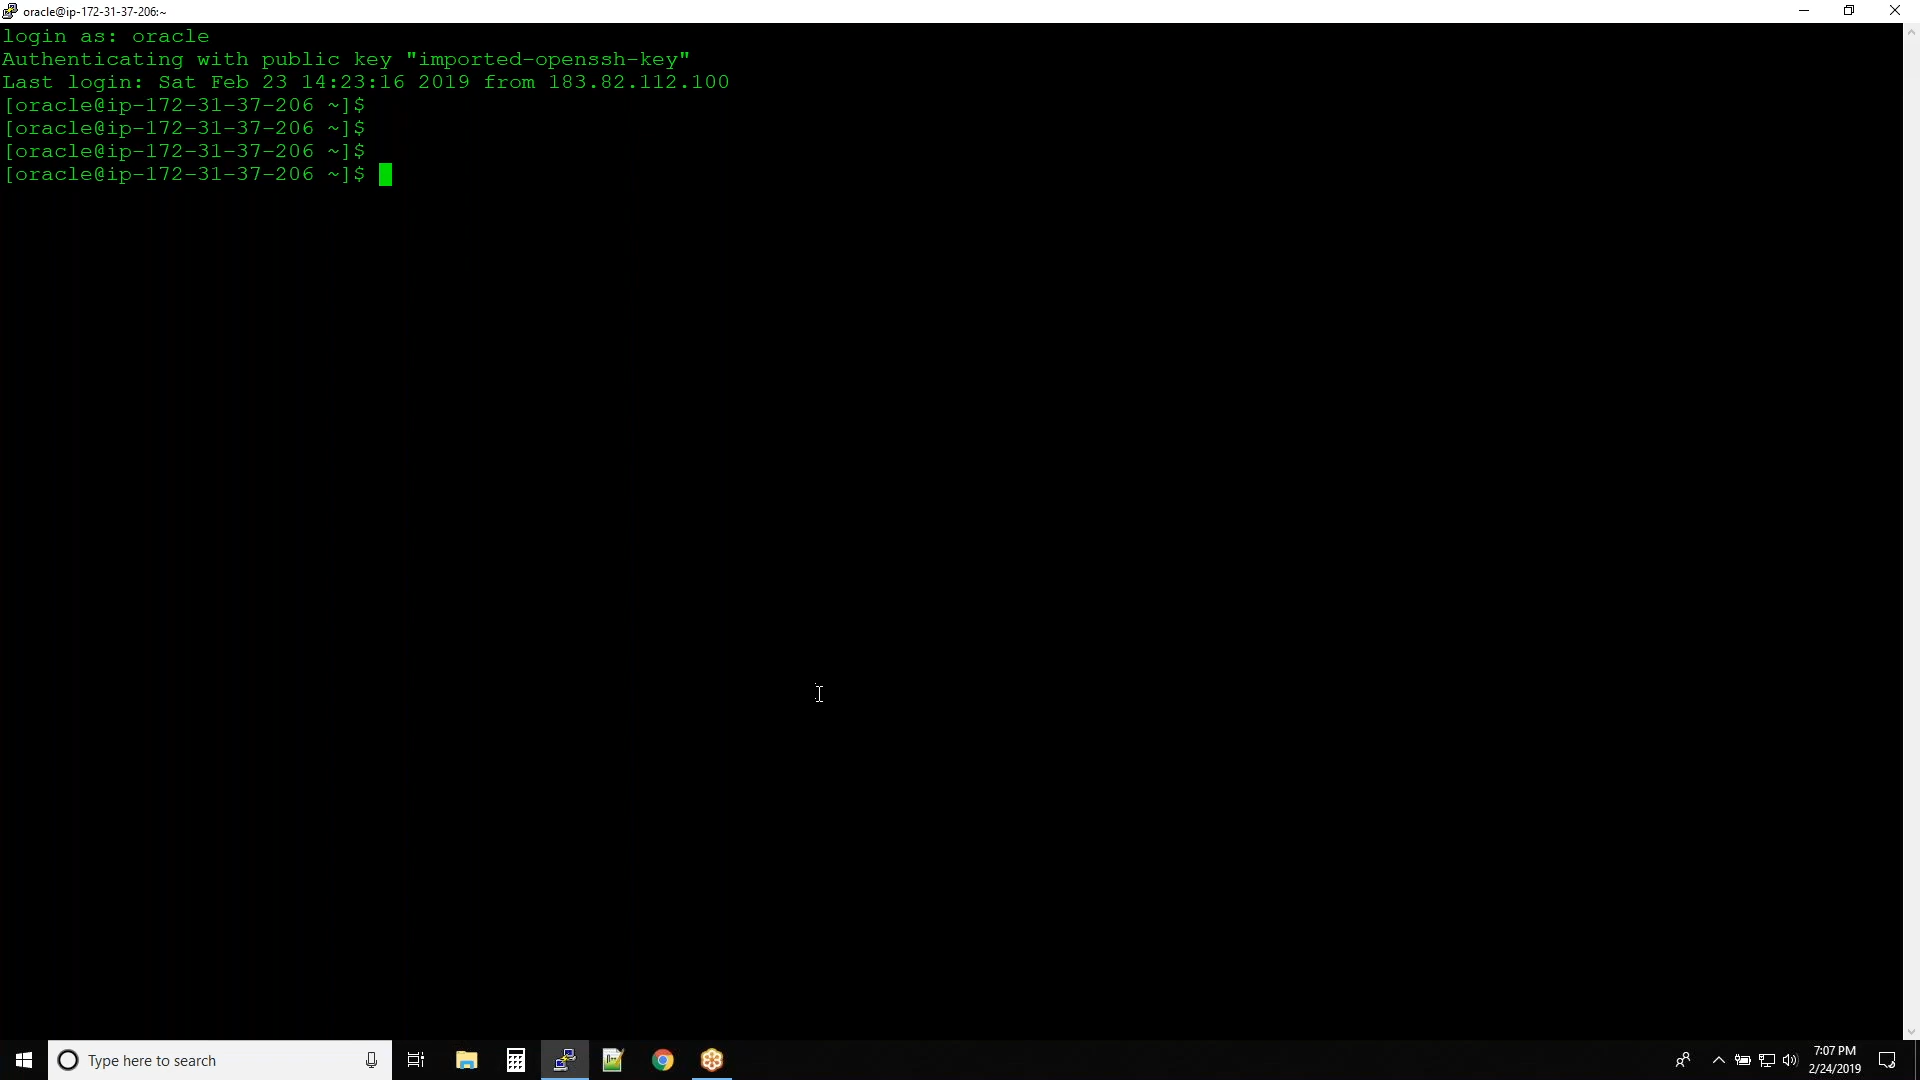 oracle@ip-172-31-37-206:~
login as: oracle
Authenticating with public key "imported-openssh-key"
Last login: Sat Feb 23 14:23:16 2019 from 183.82.112.100
[oracle@ip-172-31-37-206 ~]$
[oracle@ip-172-31-37-206 ~]$
[oracle@ip-172-31-37-206 ~]$
[oracle@ip-172-31-37-206 ~]$
Type here to search
7:07 PM
2/24/2019